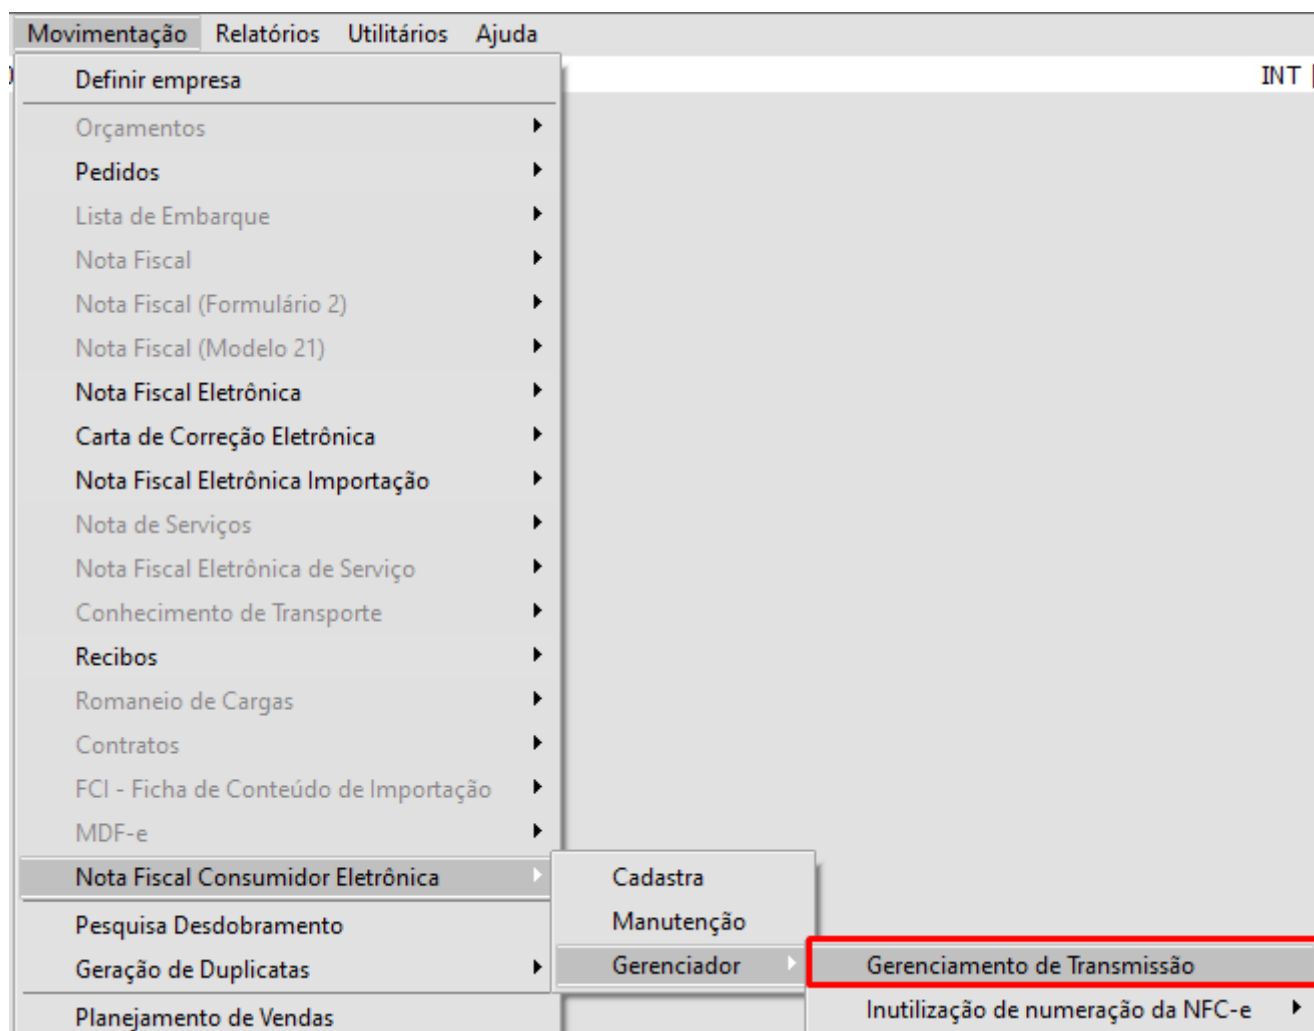 Movimentação Relatórios Utilitários Ajuda
Definir empresa INT
Orçamentos
Pedidos
Lista de Embarque
Nota Fiscal
Nota Fiscal (Formulário 2)
Nota Fiscal (Modelo 21)
Nota Fiscal Eletrônica
Carta de Correção Eletrônica
Nota Fiscal Eletrônica Importação
Nota de Serviços
Nota Fiscal Eletrônica de Serviço
Conhecimento de Transporte
Recibos
Romaneio de Cargas
Contratos
FCI - Ficha de Conteúdo de Importação
MDF-e
Nota Fiscal Consumidor Eletrônica Cadastra
Pesquisa Desdobramento Manutenção
Geração de Duplicatas Gerenciador Gerenciamento de Transmissão
Planejamento de Vendas Inutilização de numeração da NFC-e